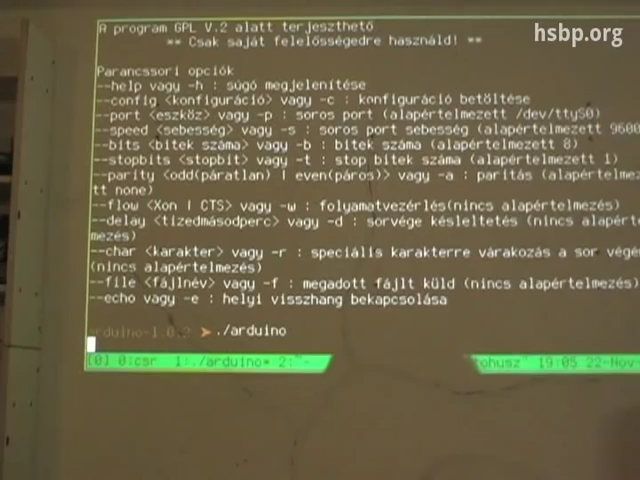 hsbp.org
A program GPL V.2 alatt terjeszthető
** Csak saját felelősségedre használd! **
Parancssori opciók
--help vagy -h : súgó megjelenítése
--config <konfiguráció> vagy -c : konfiguráció betöltése
--port <eszköz> vagy -p : soros port (alapértelmezett /dev/ttyS0)
--speed <sebesség> vagy -s : soros port sebesség (alapértelmezett 9600
--bits <bitek száma> vagy -b : bitek száma (alapértelmezett 8)
--stopbits <stopbit> vagy -t : stop bitek száma (alapértelmezett 1)
--parity <odd(páratlan) | even(páros)> vagy -a : paritás (alapértelmez
tt none)
--flow <Xon | CTS> vagy -w : folyamatvezérlés(nincs alapértelmezés)
--delay <tizedmásodperc> vagy -d : sorvége késleltetés (nincs alapért
mezés)
--char <karakter> vagy -r : speciális karakterre várakozás a sor végé
(nincs alapértelmezés)
--file <fájlnév> vagy -f : megadott fájlt küld (nincs alapértelmezés)
--echo vagy -e : helyi visszhang bekapcsolása
arduino-1.0.2 ➤ ./arduino
[0] 0:csr 1:./arduino* 2:~- ohusz" 19:05 22-Nov-